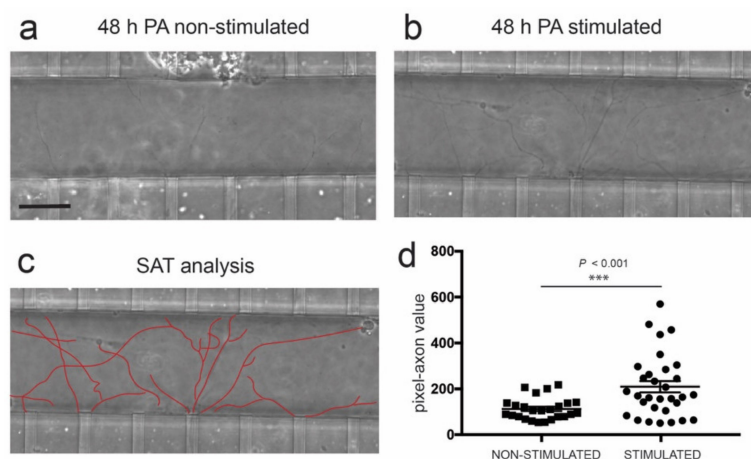 a 48 h PA non-stimulated
b 48 h PA stimulated
c SAT analysis
d
P < 0.001
***
pixel-axon value
800
600
400
200
0
NON-STIMULATED STIMULATED